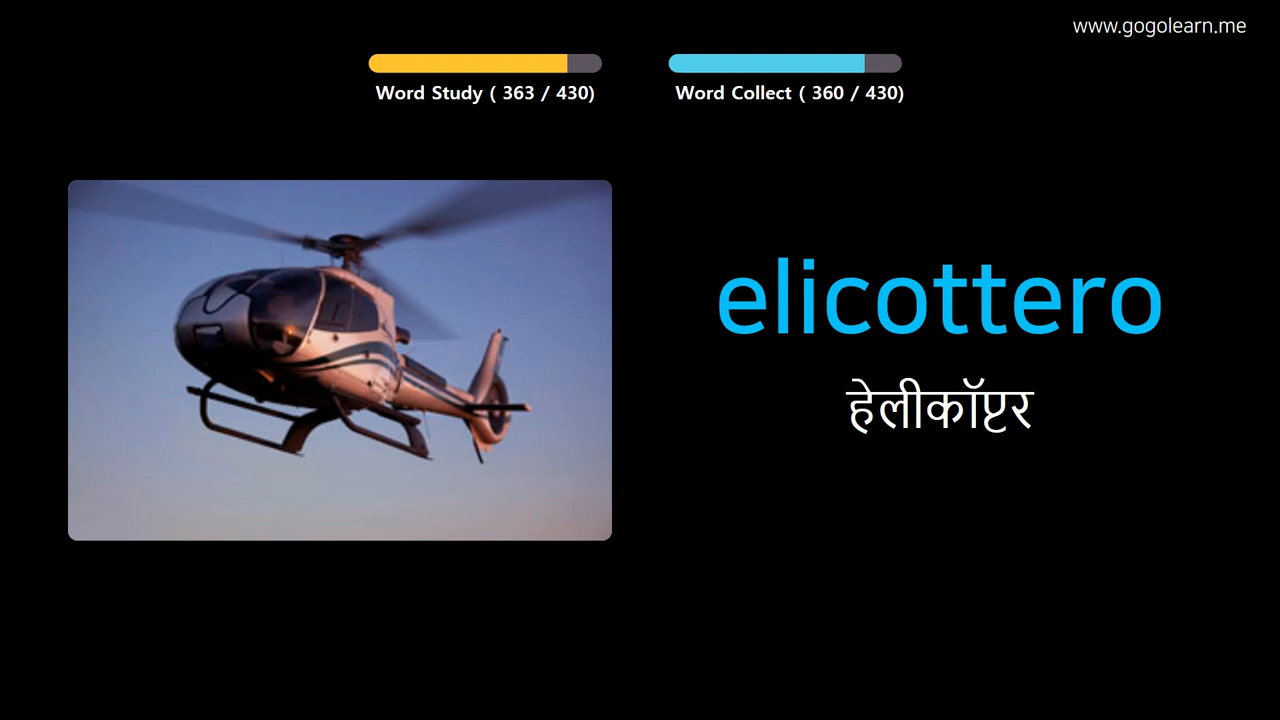 www.gogolearn.me
Word Study ( 363 / 430)
Word Collect ( 360 / 430)
elicottero
हेलीकॉप्टर